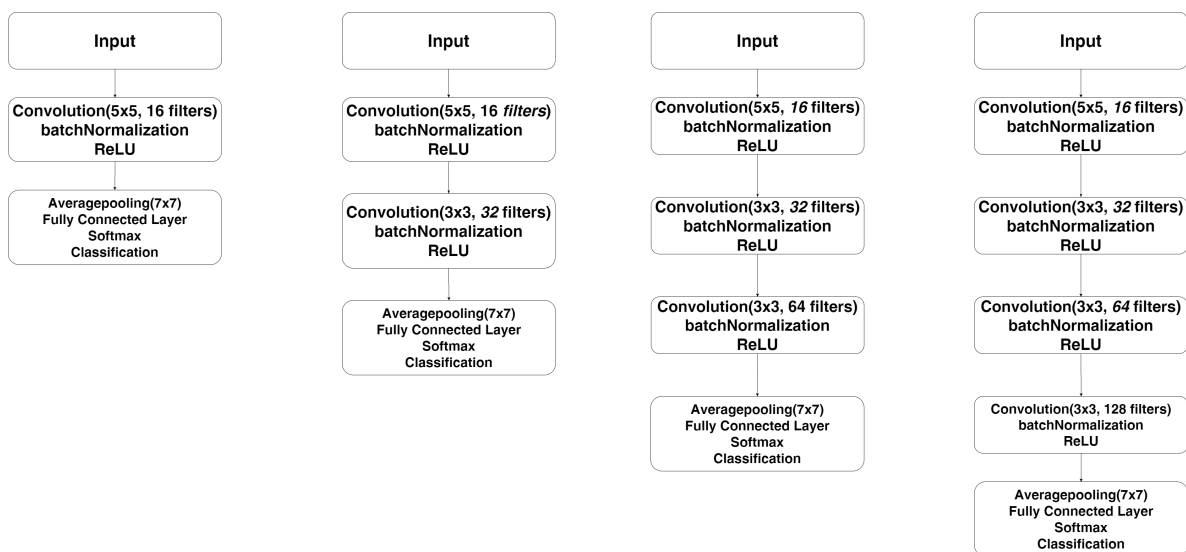 Input
Convolution(5x5, 16 filters)
batchNormalization
ReLU
Averagepooling(7x7)
Fully Connected Layer
Softmax
Classification
Input
Convolution(5x5, 16 filters)
batchNormalization
ReLU
Convolution(3x3, 32 filters)
batchNormalization
ReLU
Averagepooling(7x7)
Fully Connected Layer
Softmax
Classification
Input
Convolution(5x5, 16 filters)
batchNormalization
ReLU
Convolution(3x3, 32 filters)
batchNormalization
ReLU
Convolution(3x3, 64 filters)
batchNormalization
ReLU
Averagepooling(7x7)
Fully Connected Layer
Softmax
Classification
Input
Convolution(5x5, 16 filters)
batchNormalization
ReLU
Convolution(3x3, 32 filters)
batchNormalization
ReLU
Convolution(3x3, 64 filters)
batchNormalization
ReLU
Convolution(3x3, 128 filters)
batchNormalization
ReLU
Averagepooling(7x7)
Fully Connected Layer
Softmax
Classification